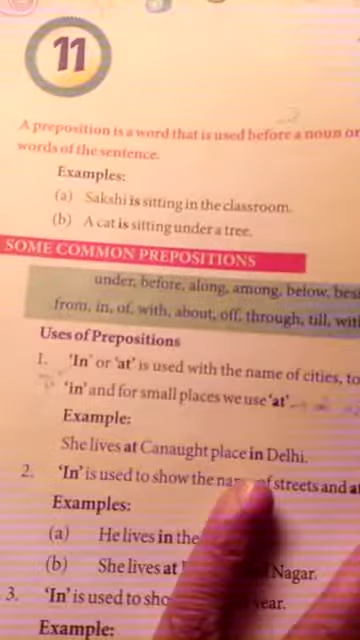 11
A preposition is a word that is used before a noun or
words of the sentence.
Examples:
(a) Sakshi is sitting in the classroom.
(b) A cat is sitting under a tree.
SOME COMMON PREPOSITIONS
under, before, along, among, below,
from, in, of, with, about, off, through, till,
Uses of Prepositions
1. 'In' or 'at' is used with the name of cities,
'in' and for small places we use 'at'.
Example:
She lives at Canaught place in Delhi.
2. 'In' is used to show the of streets and
Examples:
(a) He lives in the
(b) She lives at Nagar.
3. 'In' is used to year.
Example: